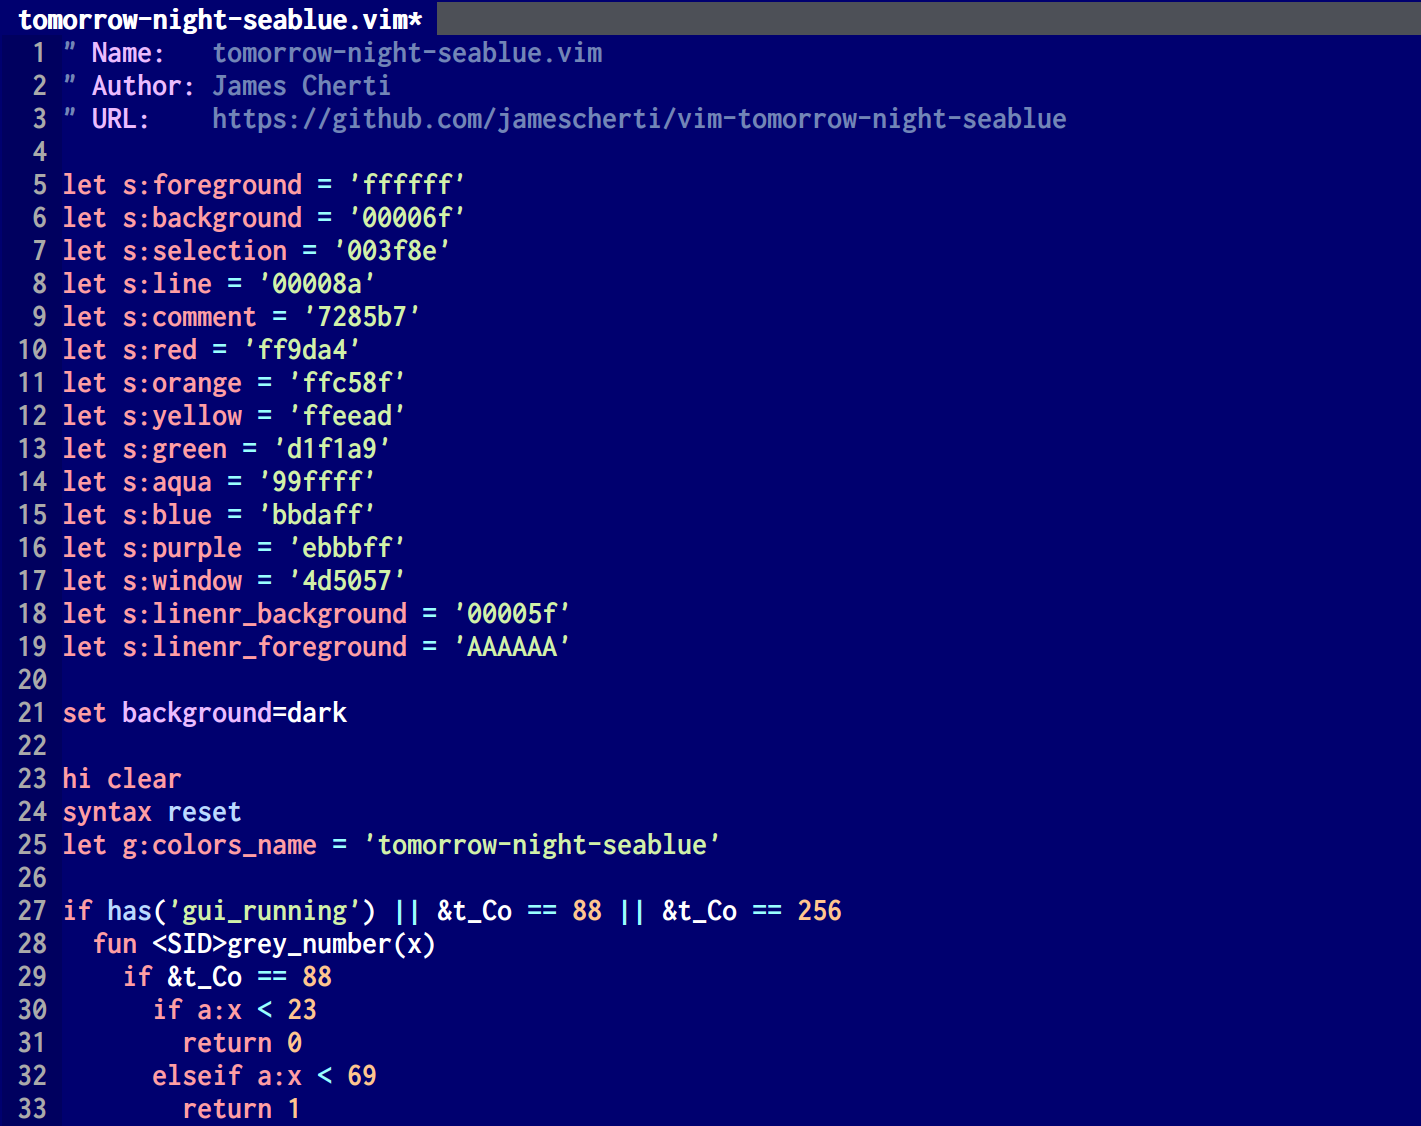 tomorrow-night-seablue.vim*
1 " Name:   tomorrow-night-seablue.vim
2 " Author: James Cherti
3 " URL:    https://github.com/jamescherti/vim-tomorrow-night-seablue
4
5 let s:foreground = 'ffffff'
6 let s:background = '00006f'
7 let s:selection = '003f8e'
8 let s:line = '00008a'
9 let s:comment = '7285b7'
10 let s:red = 'ff9da4'
11 let s:orange = 'ffc58f'
12 let s:yellow = 'ffeead'
13 let s:green = 'd1f1a9'
14 let s:aqua = '99ffff'
15 let s:blue = 'bbdaff'
16 let s:purple = 'ebbbff'
17 let s:window = '4d5057'
18 let s:linenr_background = '00005f'
19 let s:linenr_foreground = 'AAAAAA'
20
21 set background=dark
22
23 hi clear
24 syntax reset
25 let g:colors_name = 'tomorrow-night-seablue'
26
27 if has('gui_running') || &t_Co == 88 || &t_Co == 256
28   fun <SID>grey_number(x)
29     if &t_Co == 88
30       if a:x < 23
31         return 0
32       elseif a:x < 69
33         return 1